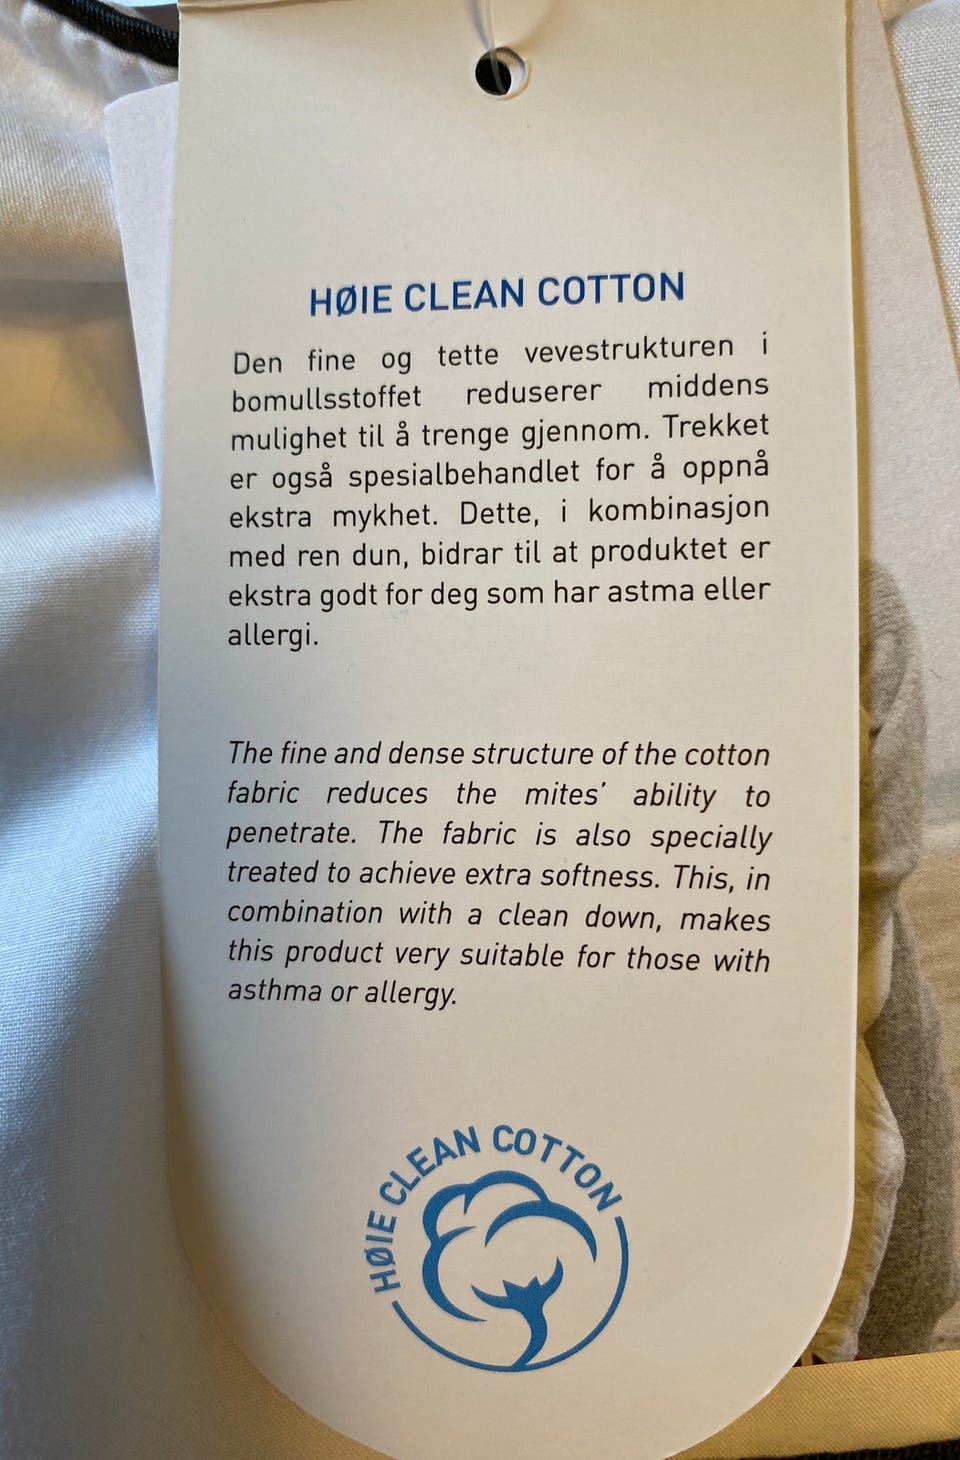 HØIE CLEAN COTTON
Den fine og tette vevestrukturen i
bomullsstoffet reduserer middens
mulighet til å trenge gjennom. Trekket
er også spesialbehandlet for å oppnå
ekstra mykhet. Dette, i kombinasjon
med ren dun, bidrar til at produktet er
ekstra godt for deg som har astma eller
allergi.
The fine and dense structure of the cotton
fabric reduces the mites' ability to
penetrate. The fabric is also specially
treated to achieve extra softness. This, in
combination with a clean down, makes
this product very suitable for those with
asthma or allergy.
HØIE CLEAN COTTON